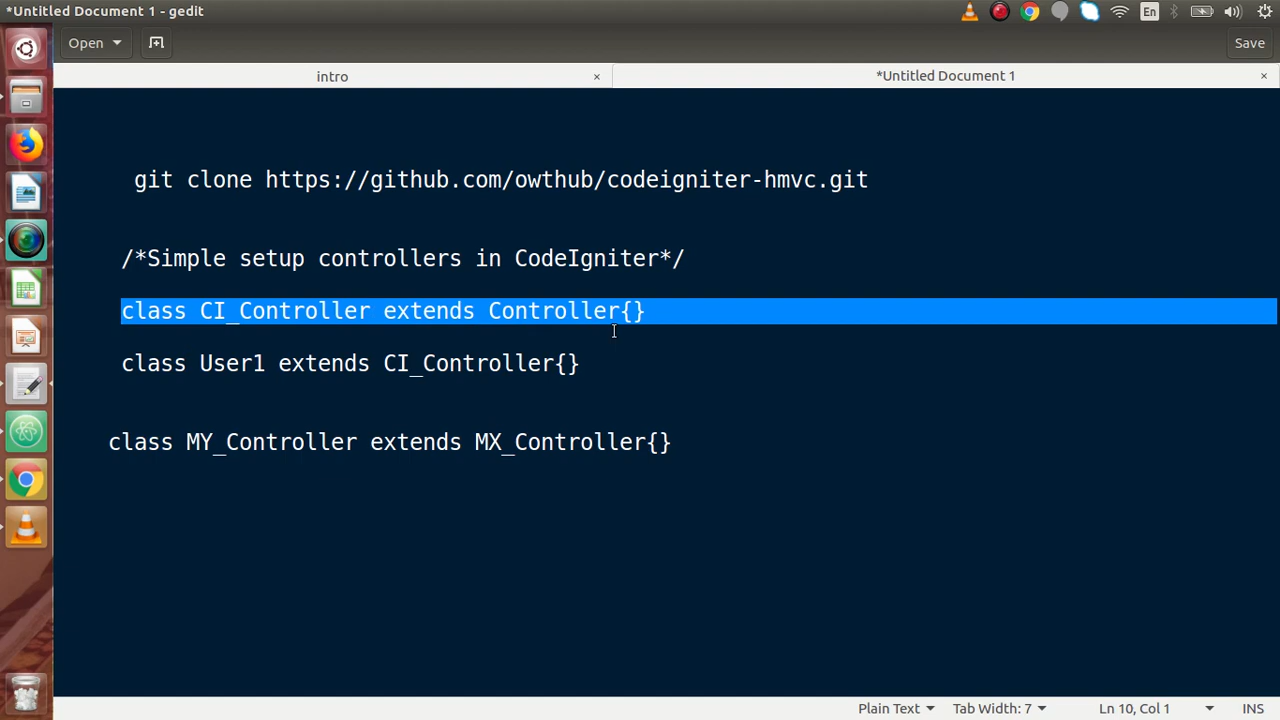 *Untitled Document 1 - gedit
En
Open
Save
intro
*Untitled Document 1
git clone https://github.com/owthub/codeigniter-hmvc.git
/*Simple setup controllers in CodeIgniter*/
class CI_Controller extends Controller{}
class User1 extends CI_Controller{}
class MY_Controller extends MX_Controller{}
Plain Text
Tab Width: 7
Ln 10, Col 1
INS